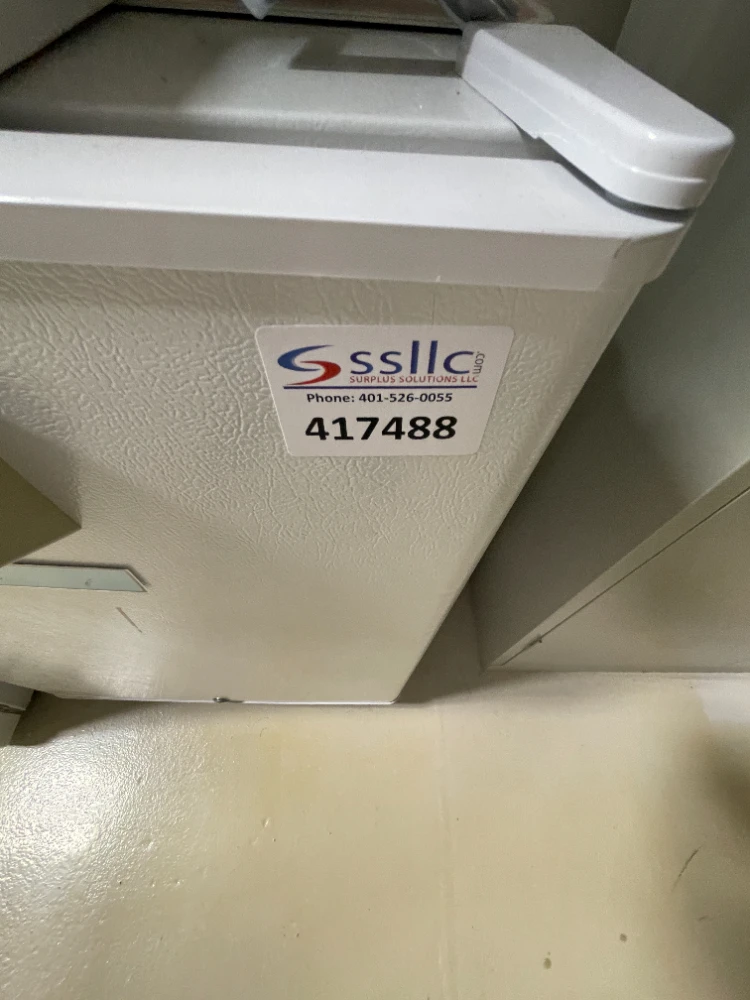 ssllc.com
SURPLUS SOLUTIONS LLC
Phone: 401-526-0055
417488